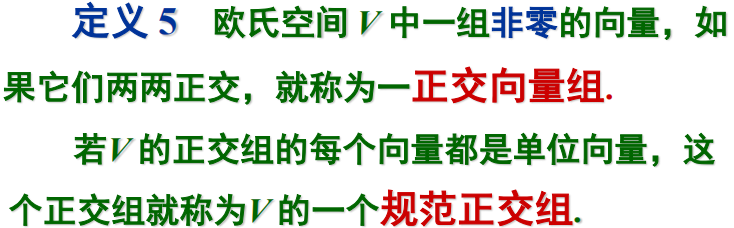 定义 5 欧氏空间 V 中一组非零的向量，如
果它们两两正交，就称为一正交向量组.
若V 的正交组的每个向量都是单位向量，这
个正交组就称为V 的一个规范正交组.